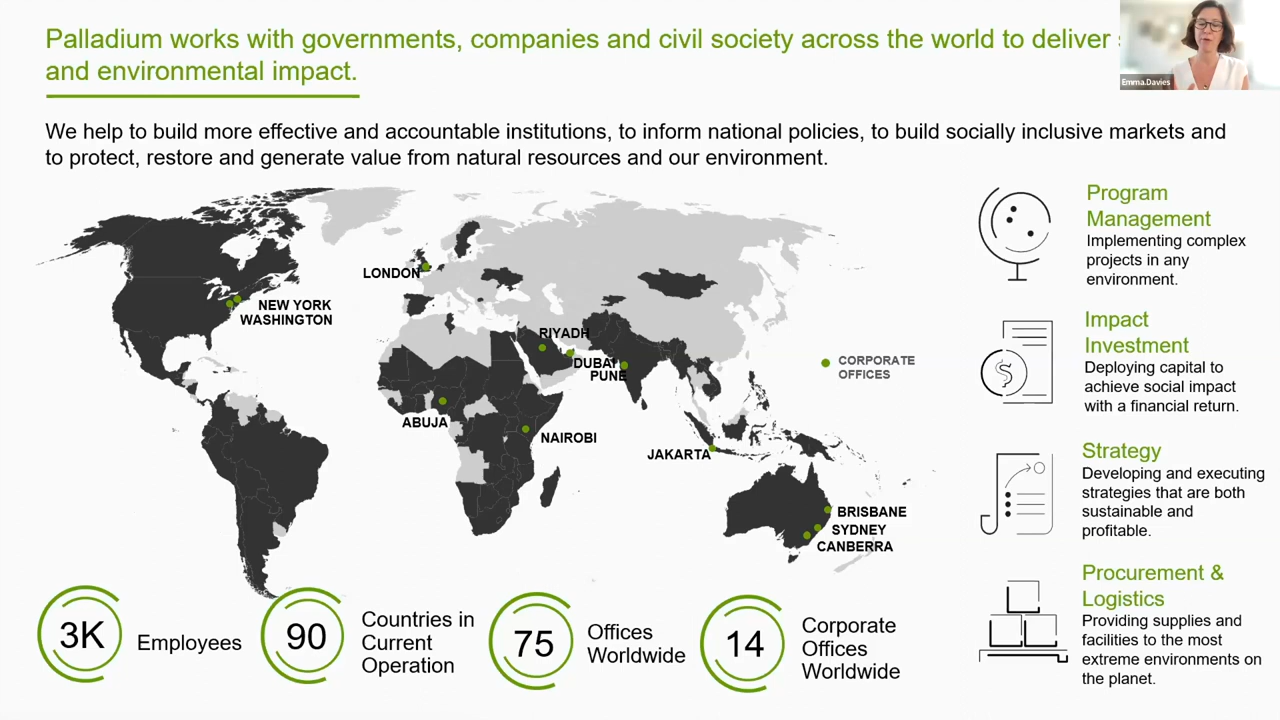 Palladium works with governments, companies and civil society across the world to deliver
and environmental impact.
Emma.Davies
We help to build more effective and accountable institutions, to inform national policies, to build socially inclusive markets and
to protect, restore and generate value from natural resources and our environment.
LONDON
NEW YORK
WASHINGTON
RIYADH
DUBAI
PUNE
ABUJA
NAIROBI
JAKARTA
BRISBANE
SYDNEY
CANBERRA
CORPORATE
OFFICES
Program
Management
Implementing complex
projects in any
environment.
Impact
Investment
$
Deploying capital to
achieve social impact
with a financial return.
Strategy
Developing and executing
strategies that are both
sustainable and
profitable.
Procurement &
Logistics
Providing supplies and
facilities to the most
extreme environments on
the planet.
3K
Employees
90
Countries in
Current
Operation
75
Offices
Worldwide
14
Corporate
Offices
Worldwide